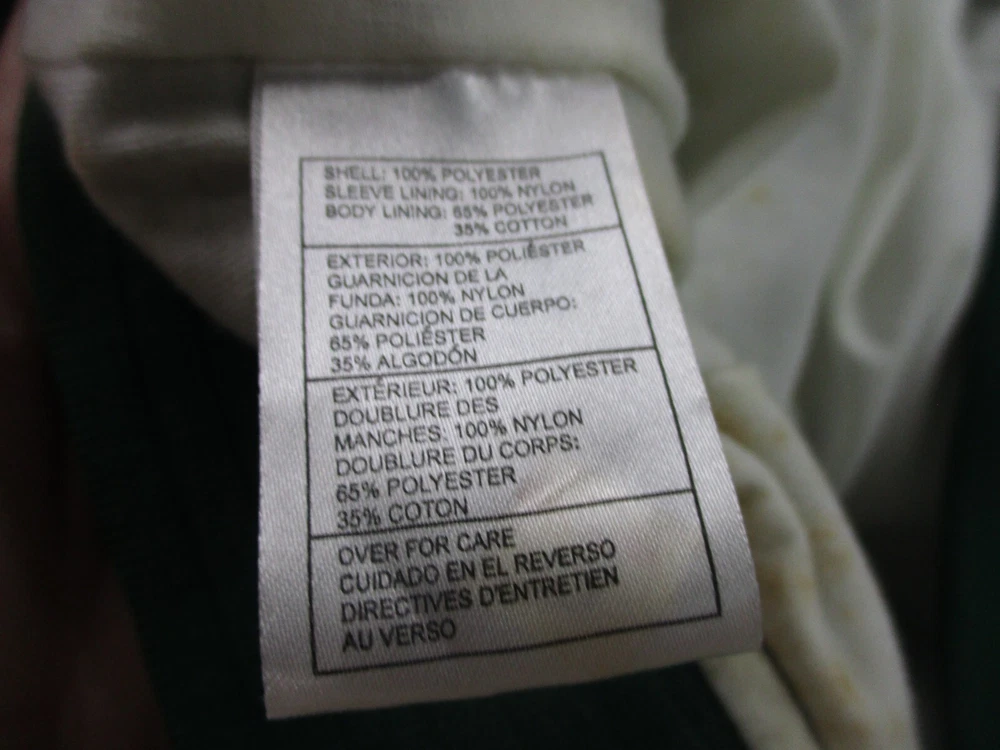 SHELL: 100% POLYESTER
SLEEVE LINING: 100% NYLON
BODY LINING: 65% POLYESTER
35% COTTON
EXTERIOR: 100% POLIÉSTER
GUARNICION DE LA
FUNDA: 100% NYLON
GUARNICION DE CUERPO:
65% POLIÉSTER
35% ALGODÓN
EXTÉRIEUR: 100% POLYESTER
DOUBLURE DES
MANCHES: 100% NYLON
DOUBLURE DU CORPS:
65% POLYESTER
35% COTON
OVER FOR CARE
CUIDADO EN EL REVERSO
DIRECTIVES D'ENTRETIEN
AU VERSO